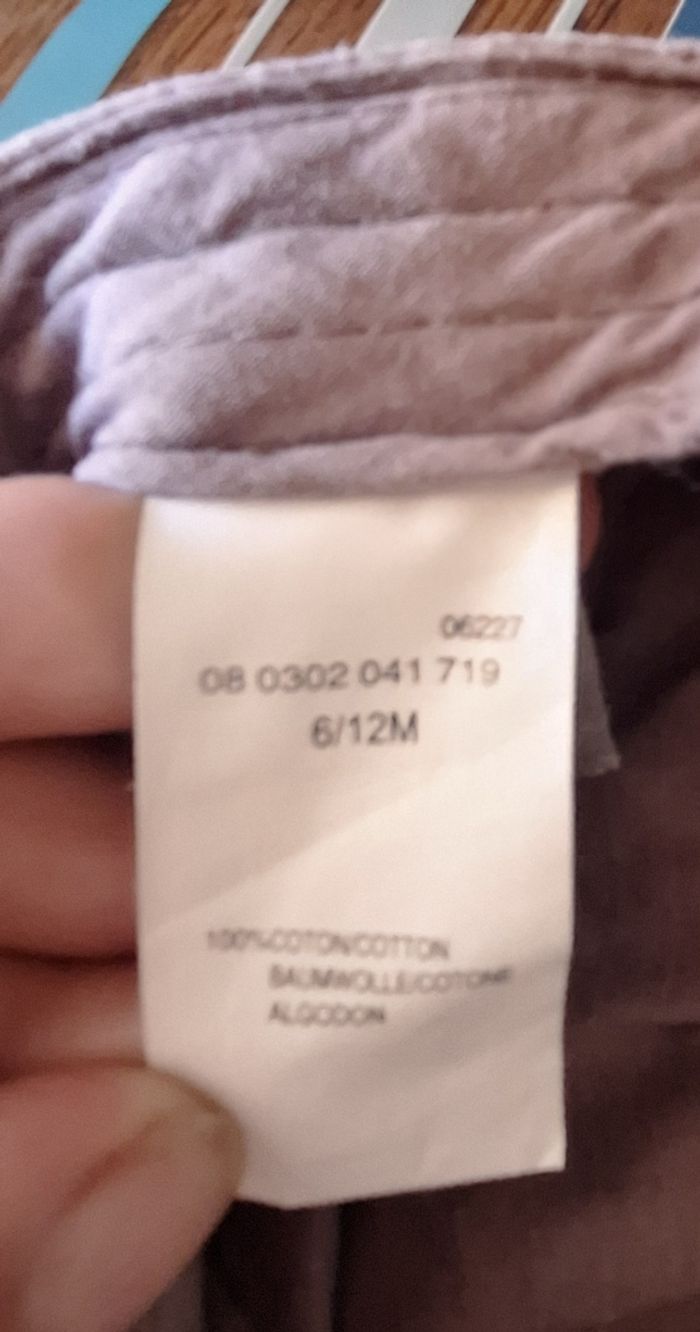 06227
08 0302 041 719
6/12M
100%COTON/COTTON
BAUMWOLLE/COTONE
ALGODON